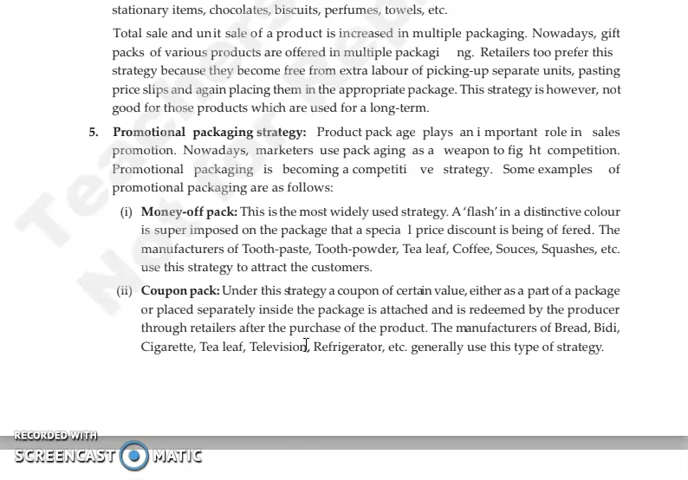 stationary items, chocolates, biscuits, perfumes, towels, etc.
Total sale and unit sale of a product is increased in multiple packaging. Nowadays, gift
packs of various products are offered in multiple packagi ng. Retailers too prefer this
strategy because they become free from extra labour of picking-up separate units, pasting
price slips and again placing them in the appropriate package. This strategy is however, not
good for those products which are used for a long-term.
5. Promotional packaging strategy: Product pack age plays an i mportant role in sales
promotion. Nowadays, marketers use pack aging as a weapon to fig ht competition.
Promotional packaging is becoming a competiti ve strategy. Some examples of
promotional packaging are as follows:
(i) Money-off pack: This is the most widely used strategy. A 'flash' in a distinctive colour
is super imposed on the package that a specia l price discount is being of fered. The
manufacturers of Tooth-paste, Tooth-powder, Tea leaf, Coffee, Souces, Squashes, etc.
use this strategy to attract the customers.
(ii) Coupon pack: Under this strategy a coupon of certain value, either as a part of a package
or placed separately inside the package is attached and is redeemed by the producer
through retailers after the purchase of the product. The manufacturers of Bread, Bidi,
Cigarette, Tea leaf, Television, Refrigerator, etc. generally use this type of strategy.
RECORDED WITH
SCREENCAST MATIC